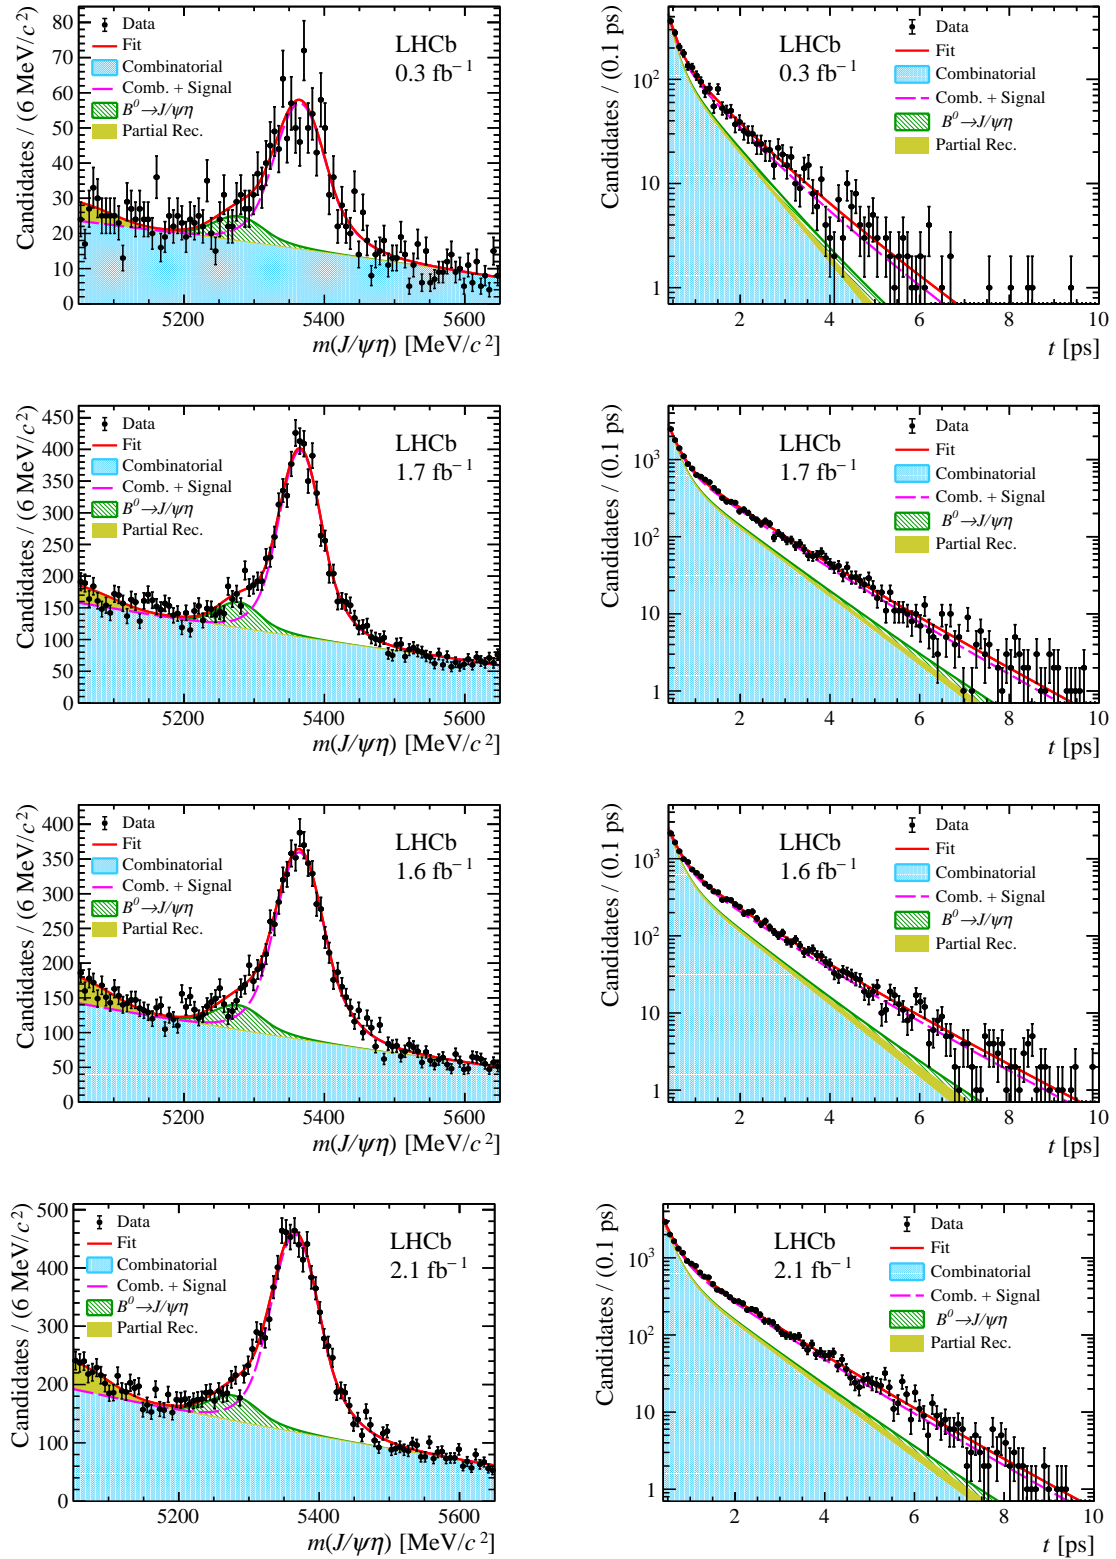 Candidates / (6 MeV/c²)
80
70
60
50
40
30
20
10
0
Data
Fit
Combinatorial
Comb. + Signal
B⁰→J/ψη
Partial Rec.
LHCb
0.3 fb⁻¹
5200 5400 5600
m(J/ψη) [MeV/c²]
Candidates / (0.1 ps)
10²
10
1
Data
Fit
Combinatorial
Comb. + Signal
B⁰→J/ψη
Partial Rec.
LHCb
0.3 fb⁻¹
2 4 6 8 10
t [ps]
Candidates / (6 MeV/c²)
450
400
350
300
250
200
150
100
50
0
Data
Fit
Combinatorial
Comb. + Signal
B⁰→J/ψη
Partial Rec.
LHCb
1.7 fb⁻¹
5200 5400 5600
m(J/ψη) [MeV/c²]
Candidates / (0.1 ps)
10³
10²
10
1
Data
Fit
Combinatorial
Comb. + Signal
B⁰→J/ψη
Partial Rec.
LHCb
1.7 fb⁻¹
2 4 6 8 10
t [ps]
Candidates / (6 MeV/c²)
400
350
300
250
200
150
100
50
0
Data
Fit
Combinatorial
Comb. + Signal
B⁰→J/ψη
Partial Rec.
LHCb
1.6 fb⁻¹
5200 5400 5600
m(J/ψη) [MeV/c²]
Candidates / (0.1 ps)
10³
10²
10
1
Data
Fit
Combinatorial
Comb. + Signal
B⁰→J/ψη
Partial Rec.
LHCb
1.6 fb⁻¹
2 4 6 8 10
t [ps]
Candidates / (6 MeV/c²)
500
400
300
200
100
0
Data
Fit
Combinatorial
Comb. + Signal
B⁰→J/ψη
Partial Rec.
LHCb
2.1 fb⁻¹
5200 5400 5600
m(J/ψη) [MeV/c²]
Candidates / (0.1 ps)
10³
10²
10
1
Data
Fit
Combinatorial
Comb. + Signal
B⁰→J/ψη
Partial Rec.
LHCb
2.1 fb⁻¹
2 4 6 8 10
t [ps]